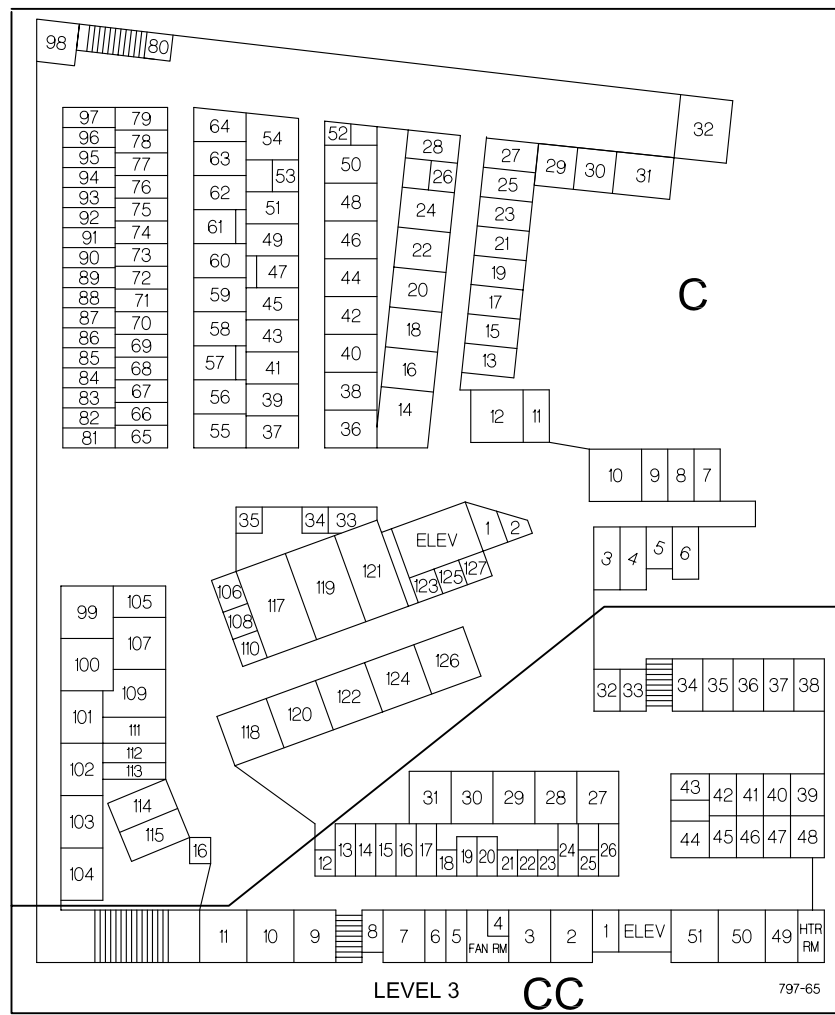 98 80
32
97 79 64 54 52 28 27 29 30 31
96 78
95 77 63 53 50 26 25
94 76
93 75 62 51 48 24 23
92 74 61
91 73 49 46 22 21
90 72 60 47 44 20 19
89 71 59 45
88 70 42 18 17
87 69 58 43
86 68 57 41 40 16 15
85 67 13
84 66 56 39 38 14
83 65
82 55 37 36
81
C
12 11
10 9 8 7
35 34 33 ELEV 1 2
3 4 5 6
106 117 119 121 123 125 127
108
110
99 105
100 107
101 109
111
102 112
113
103 114
115
104 16
118 120 122 124 126
32 33 34 35 36 37 38
31 30 29 28 27
43 42 41 40 39
44 45 46 47 48
12 13 14 15 16 17 18 19 20 21 22 23 24 25 26
11 10 9 8 7 6 5 4 3 2 1 ELEV 51 50 49 HTR
FAN RM RM
LEVEL 3 CC 797-65